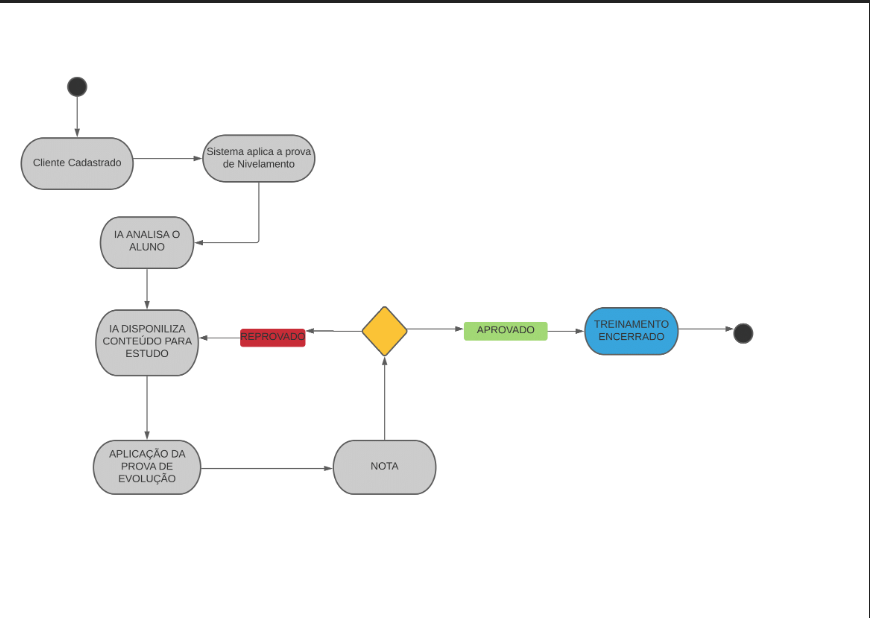 Cliente Cadastrado
Sistema aplica a prova
de Nivelamento
IA ANALISA O
ALUNO
IA DISPONILIZA
CONTEÚDO PARA
ESTUDO
REPROVADO
APROVADO
TREINAMENTO
ENCERRADO
APLICAÇÃO DA
PROVA DE
EVOLUÇÃO
NOTA